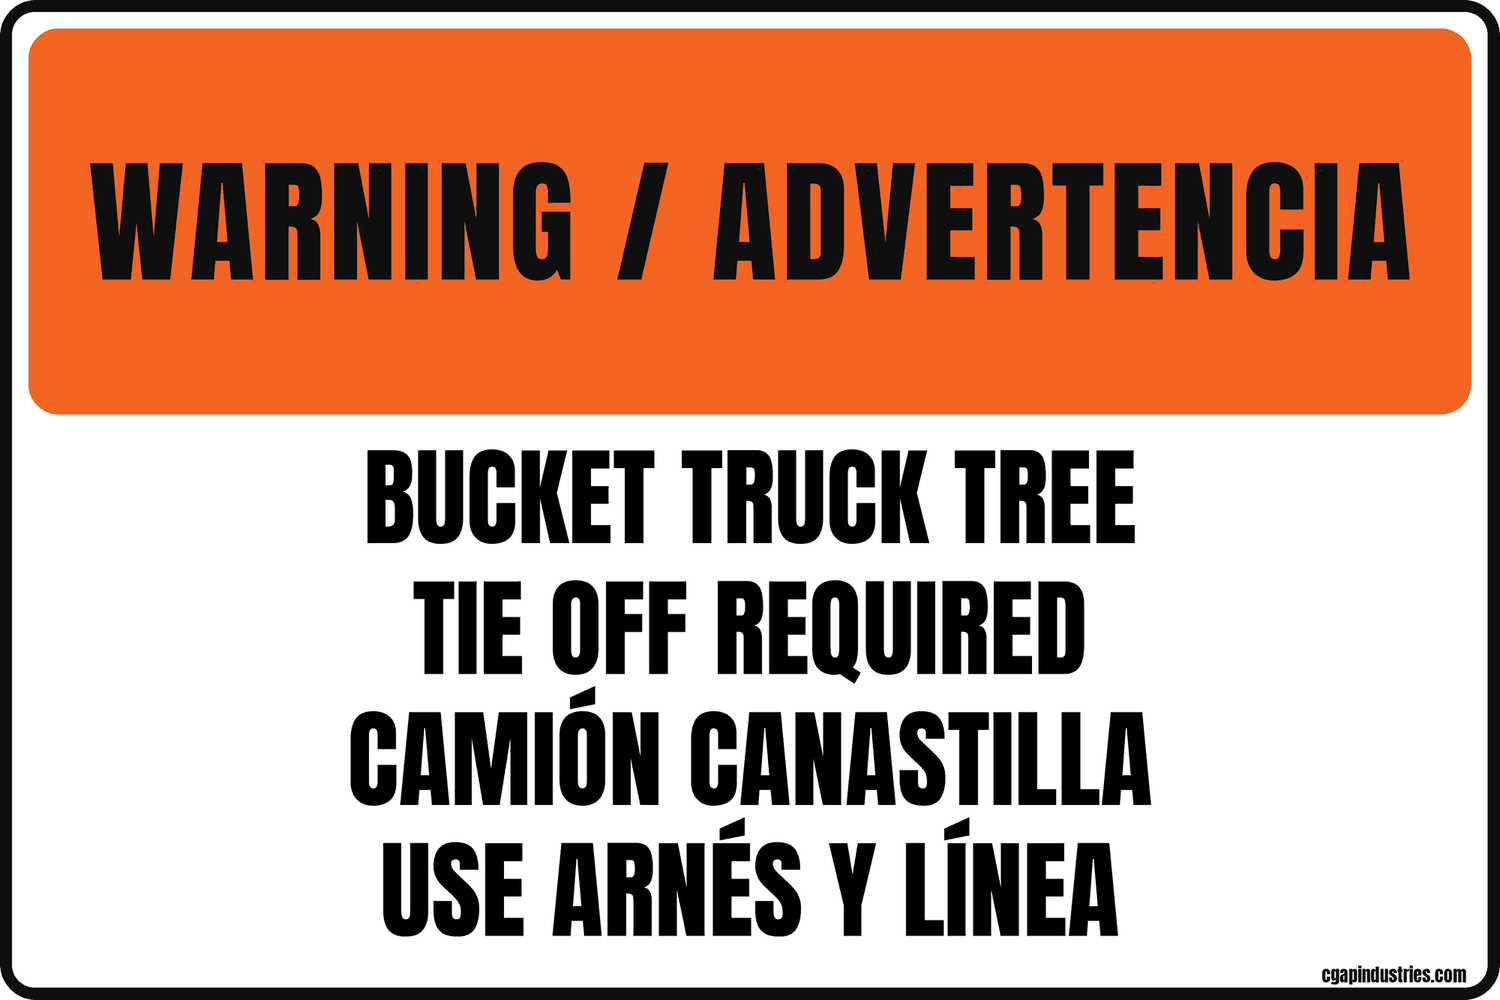 WARNING / ADVERTENCIA
BUCKET TRUCK TREE
TIE OFF REQUIRED
CAMIÓN CANASTILLA
USE ARNÉS Y LÍNEA
cgapindustries.com